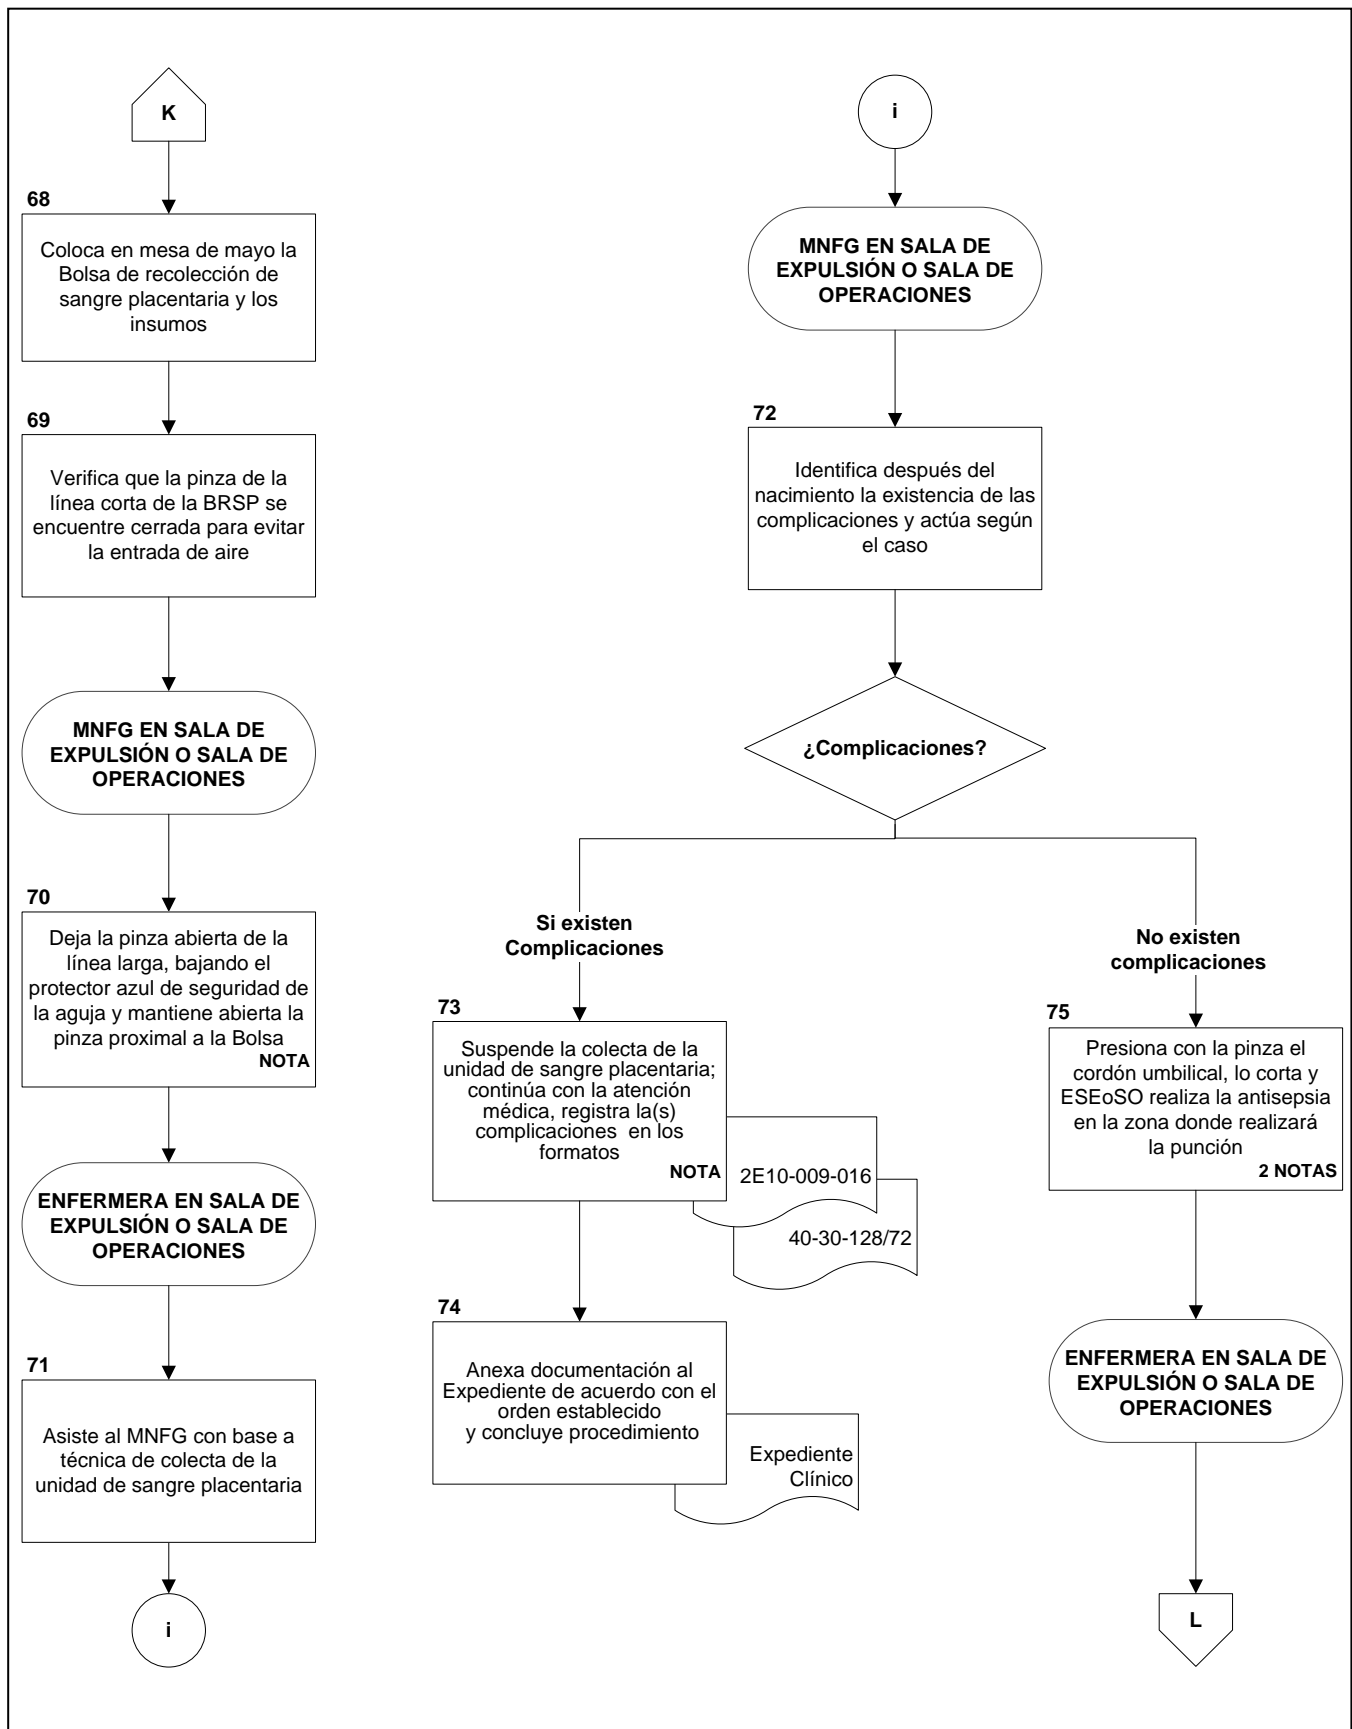 K
68
Coloca en mesa de mayo la
Bolsa de recolección de
sangre placentaria y los
insumos
69
Verifica que la pinza de la
línea corta de la BRSP se
encuentre cerrada para evitar
la entrada de aire
MNFG EN SALA DE
EXPULSIÓN O SALA DE
OPERACIONES
70
Deja la pinza abierta de la
línea larga, bajando el
protector azul de seguridad de
la aguja y mantiene abierta la
pinza proximal a la Bolsa
NOTA
ENFERMERA EN SALA DE
EXPULSIÓN O SALA DE
OPERACIONES
71
Asiste al MNFG con base a
técnica de colecta de la
unidad de sangre placentaria
i
i
MNFG EN SALA DE
EXPULSIÓN O SALA DE
OPERACIONES
72
Identifica después del
nacimiento la existencia de las
complicaciones y actúa según
el caso
¿Complicaciones?
Si existen
Complicaciones
73
Suspende la colecta de la
unidad de sangre placentaria;
continúa con la atención
médica, registra la(s)
complicaciones en los
formatos
NOTA
2E10-009-016
40-30-128/72
74
Anexa documentación al
Expediente de acuerdo con el
orden establecido
y concluye procedimiento
Expediente
Clínico
No existen
complicaciones
75
Presiona con la pinza el
cordón umbilical, lo corta y
ESEoSO realiza la antisepsia
en la zona donde realizará
la punción
2 NOTAS
ENFERMERA EN SALA DE
EXPULSIÓN O SALA DE
OPERACIONES
L